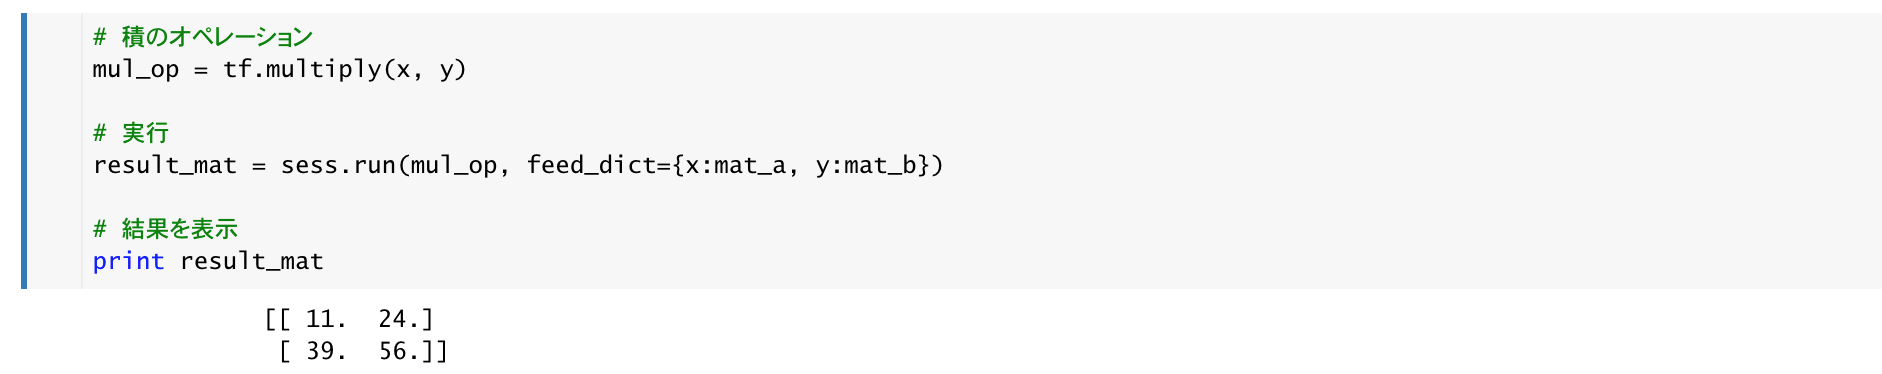 # 積のオペレーション
mul_op = tf.multiply(x, y)
# 実行
result_mat = sess.run(mul_op, feed_dict={x:mat_a, y:mat_b})
# 結果を表示
print result_mat
[[ 11.  24.]
 [ 39.  56.]]